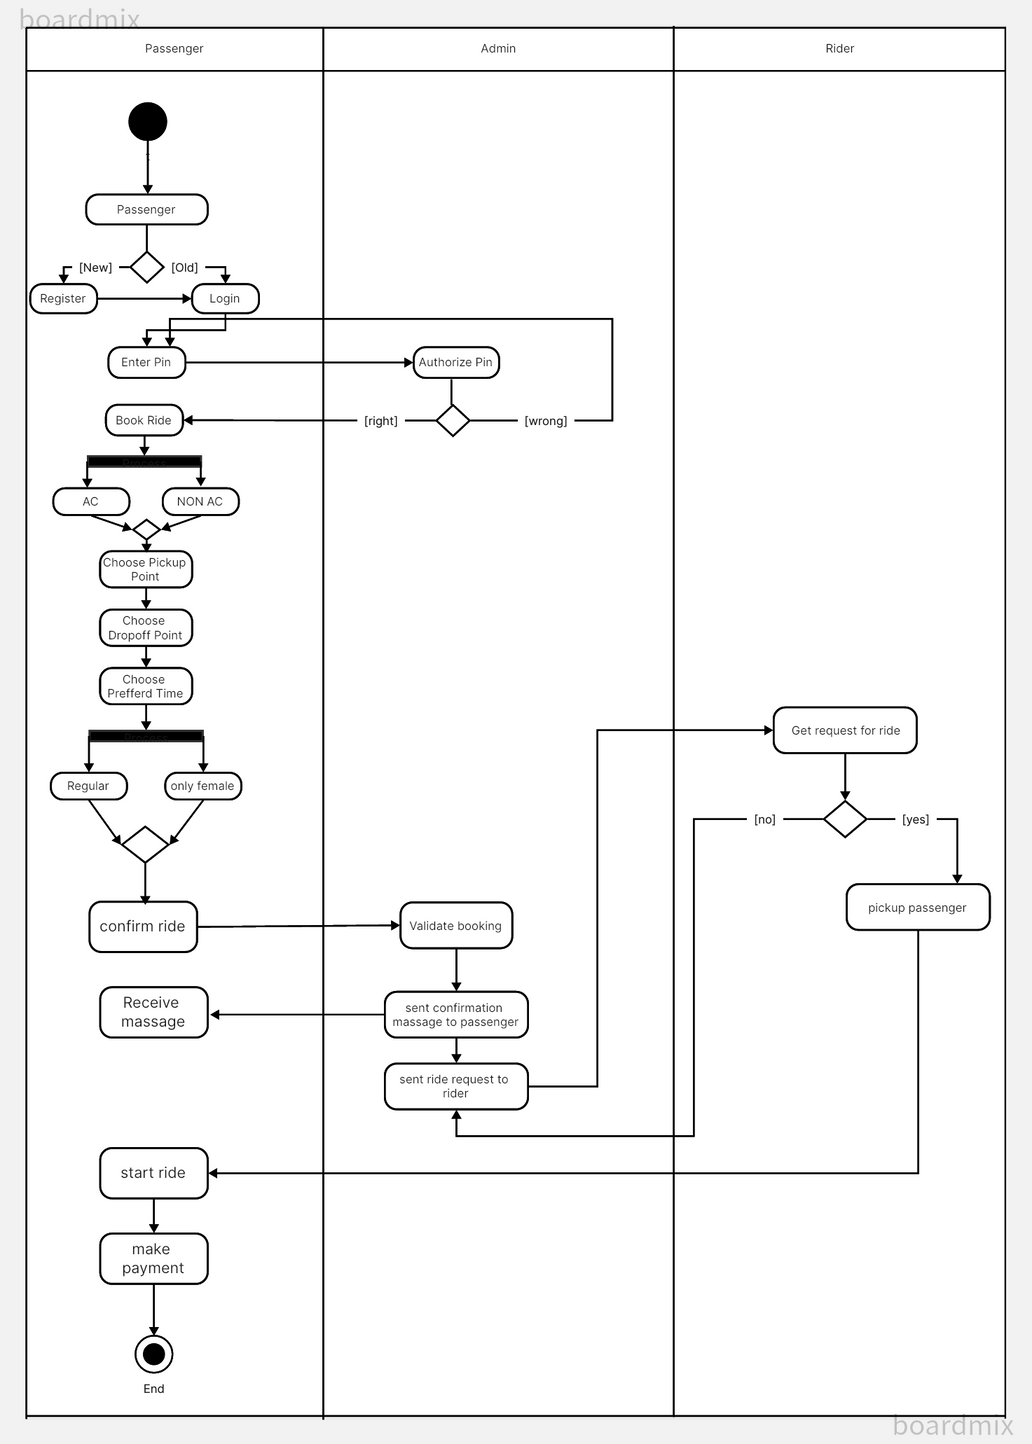 boardmix
Passenger
Admin
Rider
Passenger
[New]
[Old]
Register
Login
Enter Pin
Authorize Pin
Book Ride
[right]
[wrong]
AC
NON AC
Choose Pickup
Point
Choose
Dropoff Point
Choose
Prefferd Time
Get request for ride
Regular
only female
[no]
[yes]
pickup passenger
confirm ride
Validate booking
Receive
massage
sent confirmation
massage to passenger
sent ride request to
rider
start ride
make
payment
End
boardmix